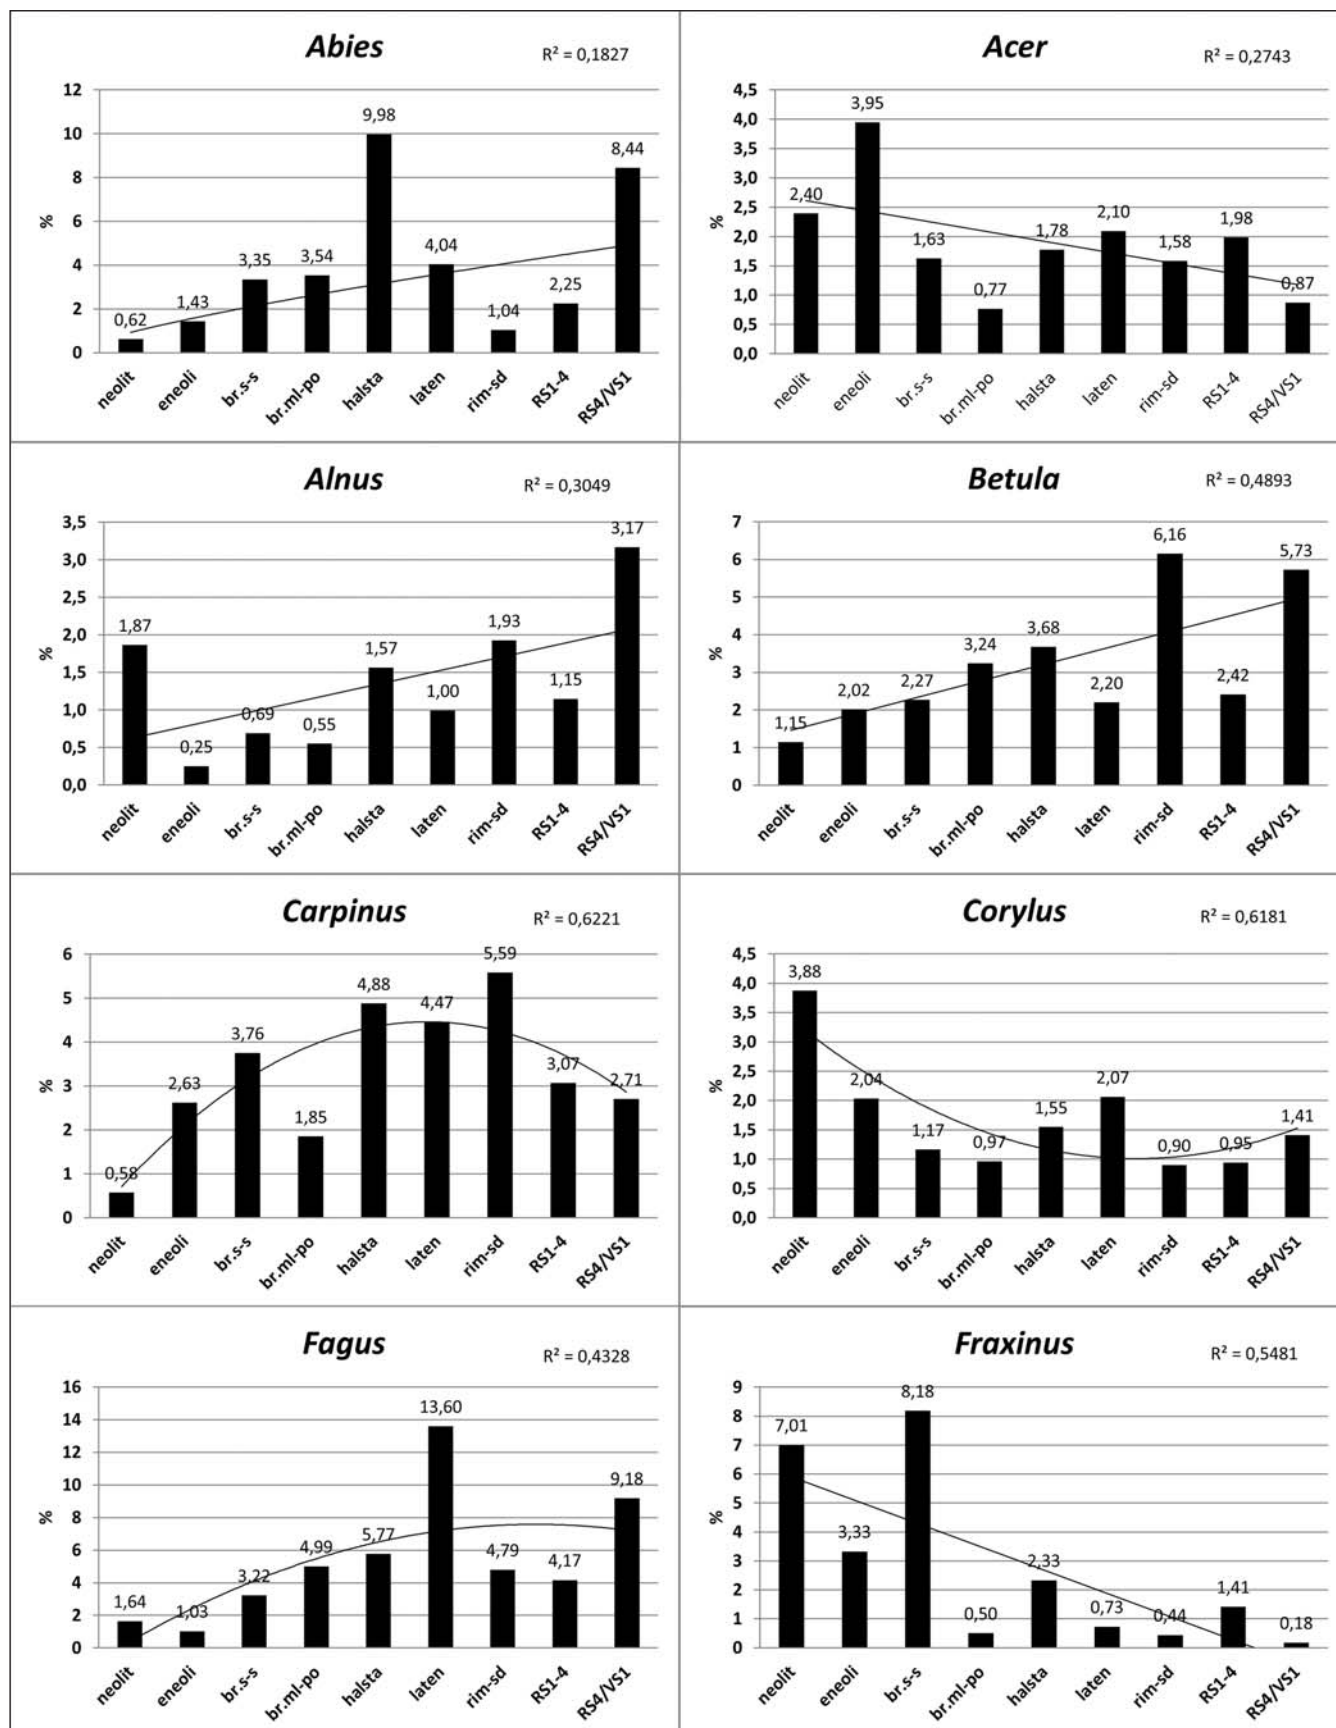 Abies
R² = 0,1827
12
10
8
6
4
2
0
%
0,62
1,43
3,35
3,54
9,98
4,04
1,04
2,25
8,44
neolit
eneoli
br.s-s
br.ml-po
halsta
laten
rim-sd
RS1-4
RS4/VS1
Acer
R² = 0,2743
4,5
4,0
3,5
3,0
2,5
2,0
1,5
1,0
0,5
0,0
%
2,40
3,95
1,63
0,77
1,78
2,10
1,58
1,98
0,87
neolit
eneoli
br.s-s
br.ml-po
halsta
laten
rim-sd
RS1-4
RS4/VS1
Alnus
R² = 0,3049
3,5
3,0
2,5
2,0
1,5
1,0
0,5
0,0
%
1,87
0,25
0,69
0,55
1,57
1,00
1,93
1,15
3,17
neolit
eneoli
br.s-s
br.ml-po
halsta
laten
rim-sd
RS1-4
RS4/VS1
Betula
R² = 0,4893
7
6
5
4
3
2
1
0
%
1,15
2,02
2,27
3,24
3,68
2,20
6,16
2,42
5,73
neolit
eneoli
br.s-s
br.ml-po
halsta
laten
rim-sd
RS1-4
RS4/VS1
Carpinus
R² = 0,6221
6
5
4
3
2
1
0
%
0,58
2,63
3,76
1,85
4,88
4,47
5,59
3,07
2,71
neolit
eneoli
br.s-s
br.ml-po
halsta
laten
rim-sd
RS1-4
RS4/VS1
Corylus
R² = 0,6181
4,5
4,0
3,5
3,0
2,5
2,0
1,5
1,0
0,5
0,0
%
3,88
2,04
1,17
0,97
1,55
2,07
0,90
0,95
1,41
neolit
eneoli
br.s-s
br.ml-po
halsta
laten
rim-sd
RS1-4
RS4/VS1
Fagus
R² = 0,4328
16
14
12
10
8
6
4
2
0
%
1,64
1,03
3,22
4,99
5,77
13,60
4,79
4,17
9,18
neolit
eneoli
br.s-s
br.ml-po
halsta
laten
rim-sd
RS1-4
RS4/VS1
Fraxinus
R² = 0,5481
9
8
7
6
5
4
3
2
1
0
%
7,01
3,33
8,18
0,50
2,33
0,73
0,44
1,41
0,18
neolit
eneoli
br.s-s
br.ml-po
halsta
laten
rim-sd
RS1-4
RS4/VS1